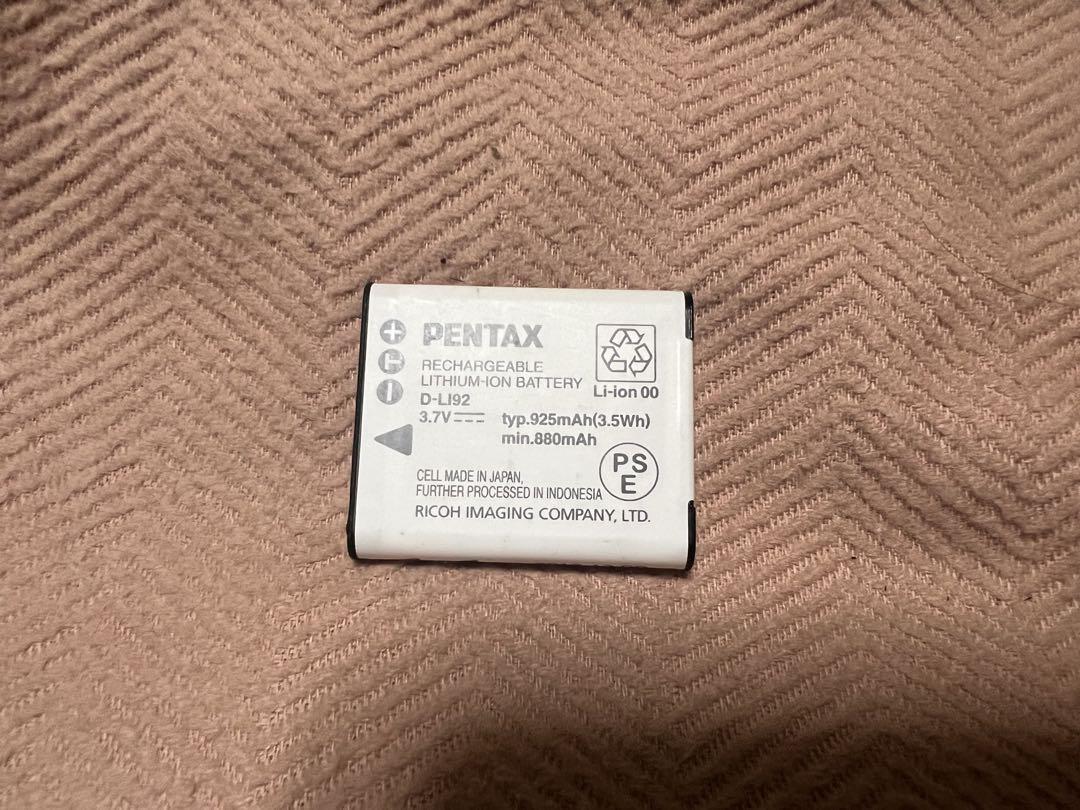 PENTAX
RECHARGEABLE
LITHIUM-ION BATTERY
D-LI92
3.7V
typ.925mAh(3.5Wh)
min.880mAh
Li-ion 00
PS
E
CELL MADE IN JAPAN,
FURTHER PROCESSED IN INDONESIA
RICOH IMAGING COMPANY, LTD.
+
C
–